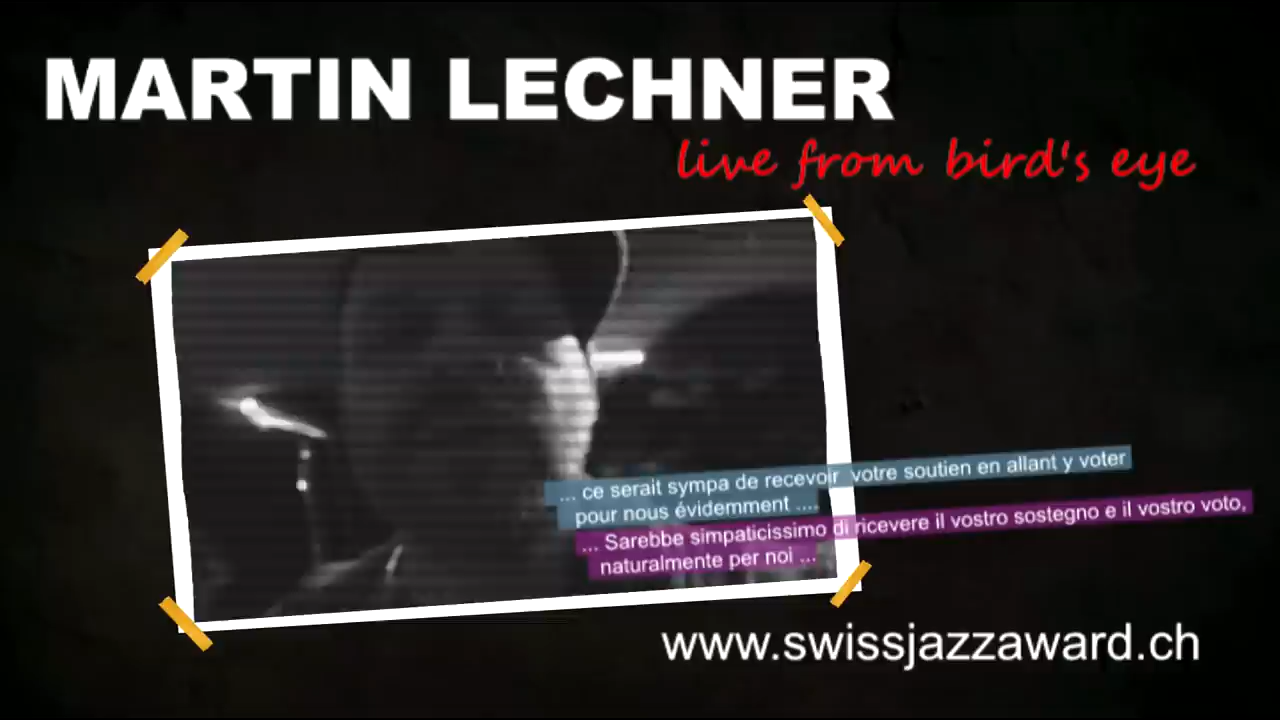 MARTIN LECHNER
live from bird's eye
... ce serait sympa de recevoir votre soutien en allant y voter
pour nous évidemment ....
... Sarebbe simpaticissimo di ricevere il vostro sostegno e il vostro voto,
naturalmente per noi ...
www.swissjazzaward.ch